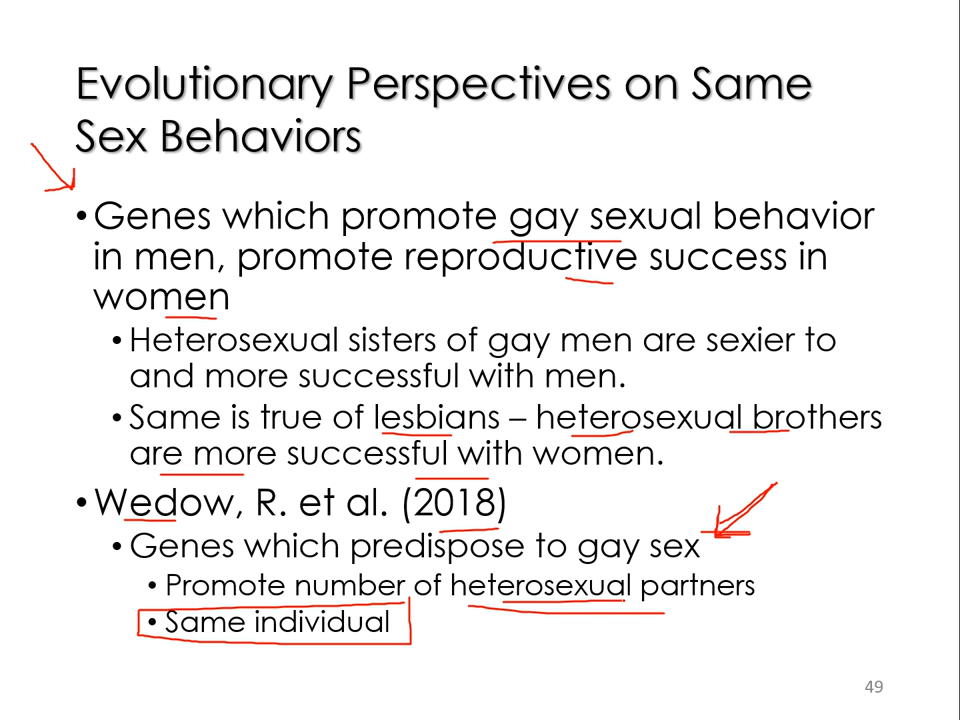 Evolutionary Perspectives on Same
Sex Behaviors
• Genes which promote gay sexual behavior
in men, promote reproductive success in
women
• Heterosexual sisters of gay men are sexier to
and more successful with men.
• Same is true of lesbians – heterosexual brothers
are more successful with women.
• Wedow, R. et al. (2018)
• Genes which predispose to gay sex
• Promote number of heterosexual partners
• Same individual
49